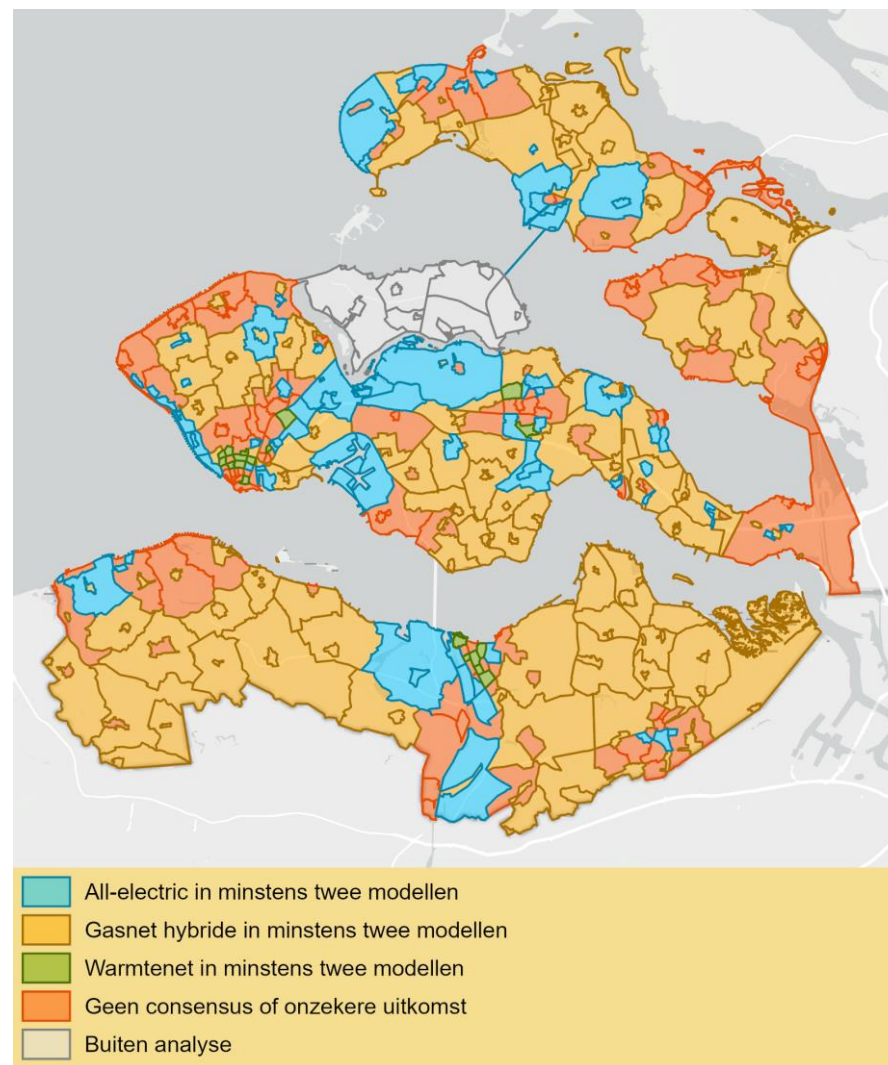 All-electric in minstens twee modellen
Gasnet hybride in minstens twee modellen
Warmtenet in minstens twee modellen
Geen consensus of onzekere uitkomst
Buiten analyse